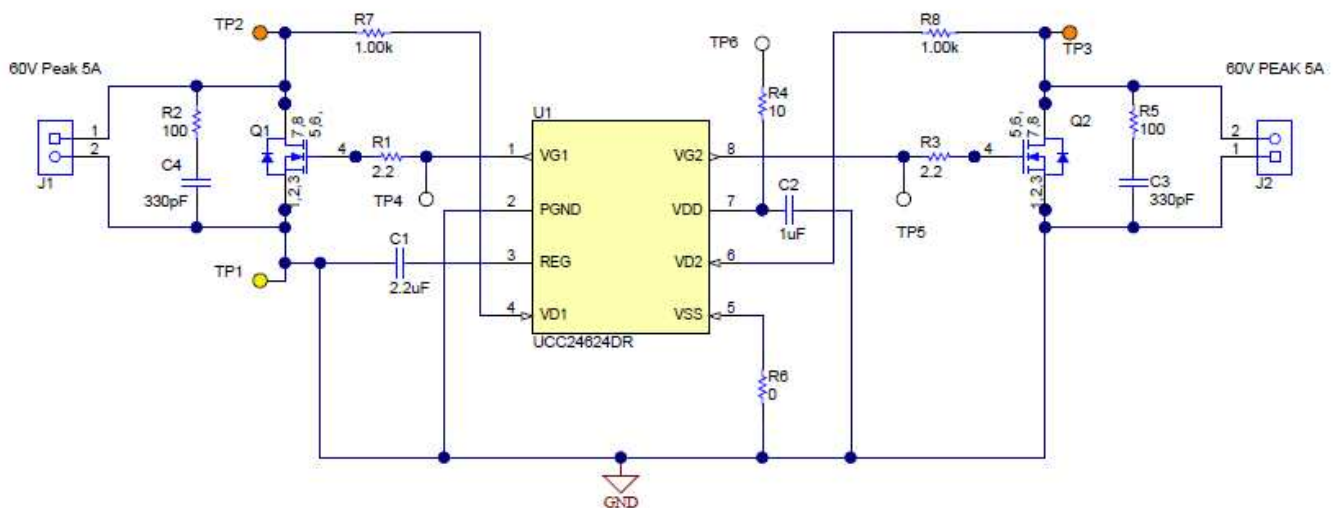 TP2
R7
1.00k
R8
1.00k
TP3
TP6
60V Peak 5A
60V PEAK 5A
R4
10
R2
100
Q1
7,8
5,6,
U1
5,6,
7,8
Q2
R5
100
1
2
J1
4
R1
2.2
1
VG1
VG2
8
R3
2.2
4
2
1
J2
C4
330pF
1,2,3
TP4
2
PGND
VDD
7
C2
1uF
TP5
1,2,3
C3
330pF
C1
2.2uF
3
REG
VD2
6
TP1
4
VD1
VSS
5
UCC24624DR
R6
0
GND